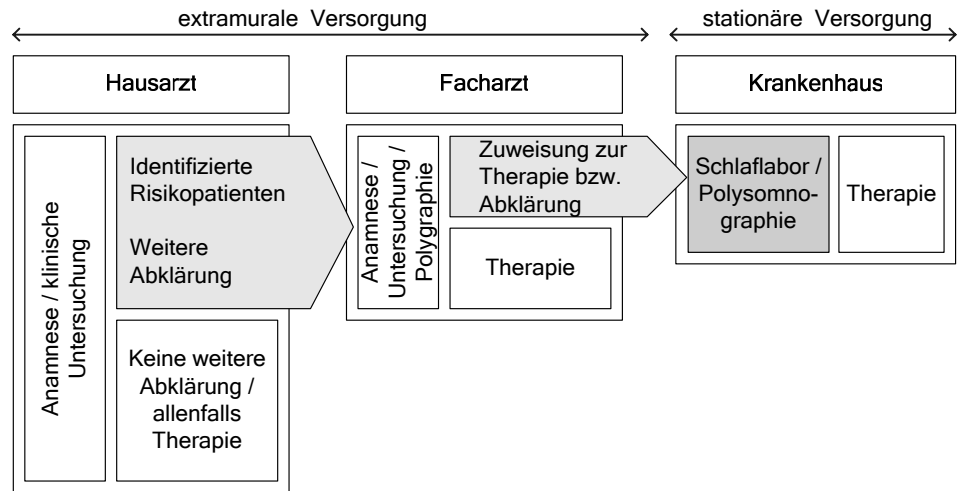 extramurale Versorgung
stationäre Versorgung
Hausarzt
Facharzt
Krankenhaus
Anamnese / klinische
Untersuchung
Identifizierte
Risikopatienten
Weitere
Abklärung
Keine weitere
Abklärung /
allenfalls
Therapie
Anamnese /
Untersuchung /
Polygraphie
Zuweisung zur
Therapie bzw.
Abklärung
Therapie
Schlaflabor /
Polysomno-
graphie
Therapie